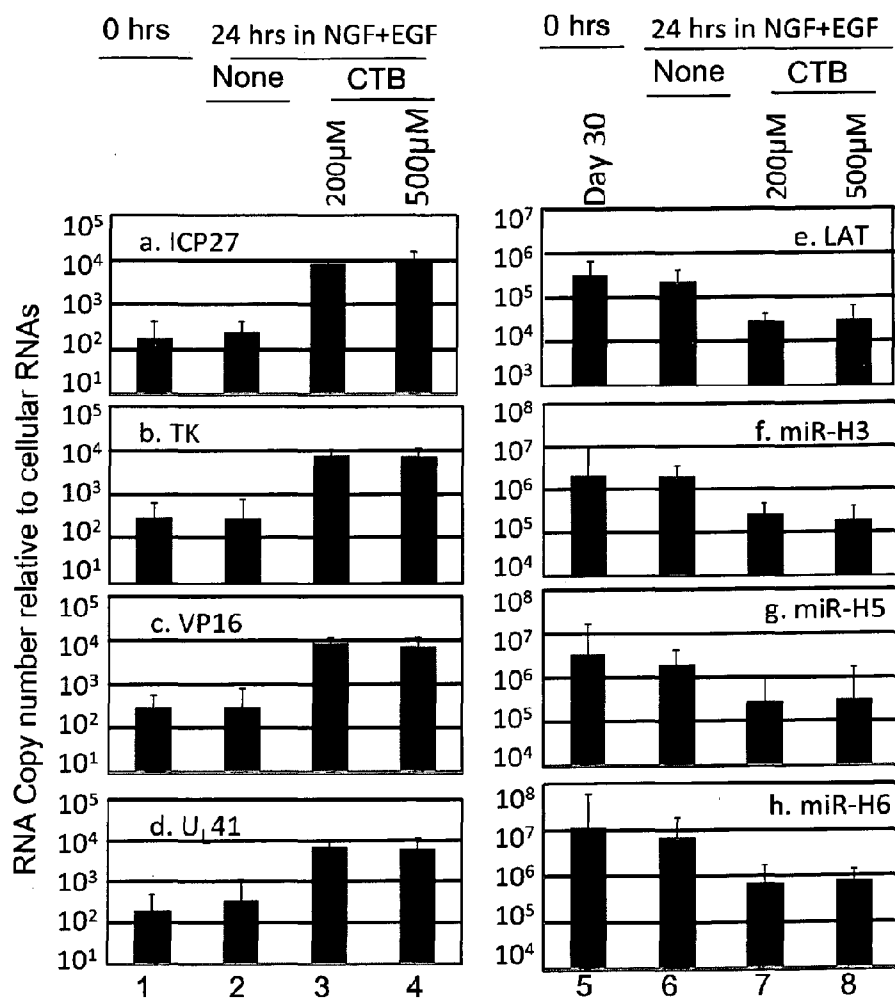 0 hrs 24 hrs in NGF+EGF
None CTB
200µM 500µM
RNA Copy number relative to cellular RNAs
10⁵
10⁴
10³
10²
10¹
a. ICP27
10⁵
10⁴
10³
10²
10¹
b. TK
10⁵
10⁴
10³
10²
10¹
c. VP16
10⁵
10⁴
10³
10²
10¹
d. UL41
1 2 3 4
0 hrs 24 hrs in NGF+EGF
None CTB
Day 30 200µM 500µM
10⁷
10⁶
10⁵
10⁴
10³
e. LAT
10⁸
10⁷
10⁶
10⁵
10⁴
f. miR-H3
10⁸
10⁷
10⁶
10⁵
10⁴
g. miR-H5
10⁸
10⁷
10⁶
10⁵
10⁴
h. miR-H6
5 6 7 8